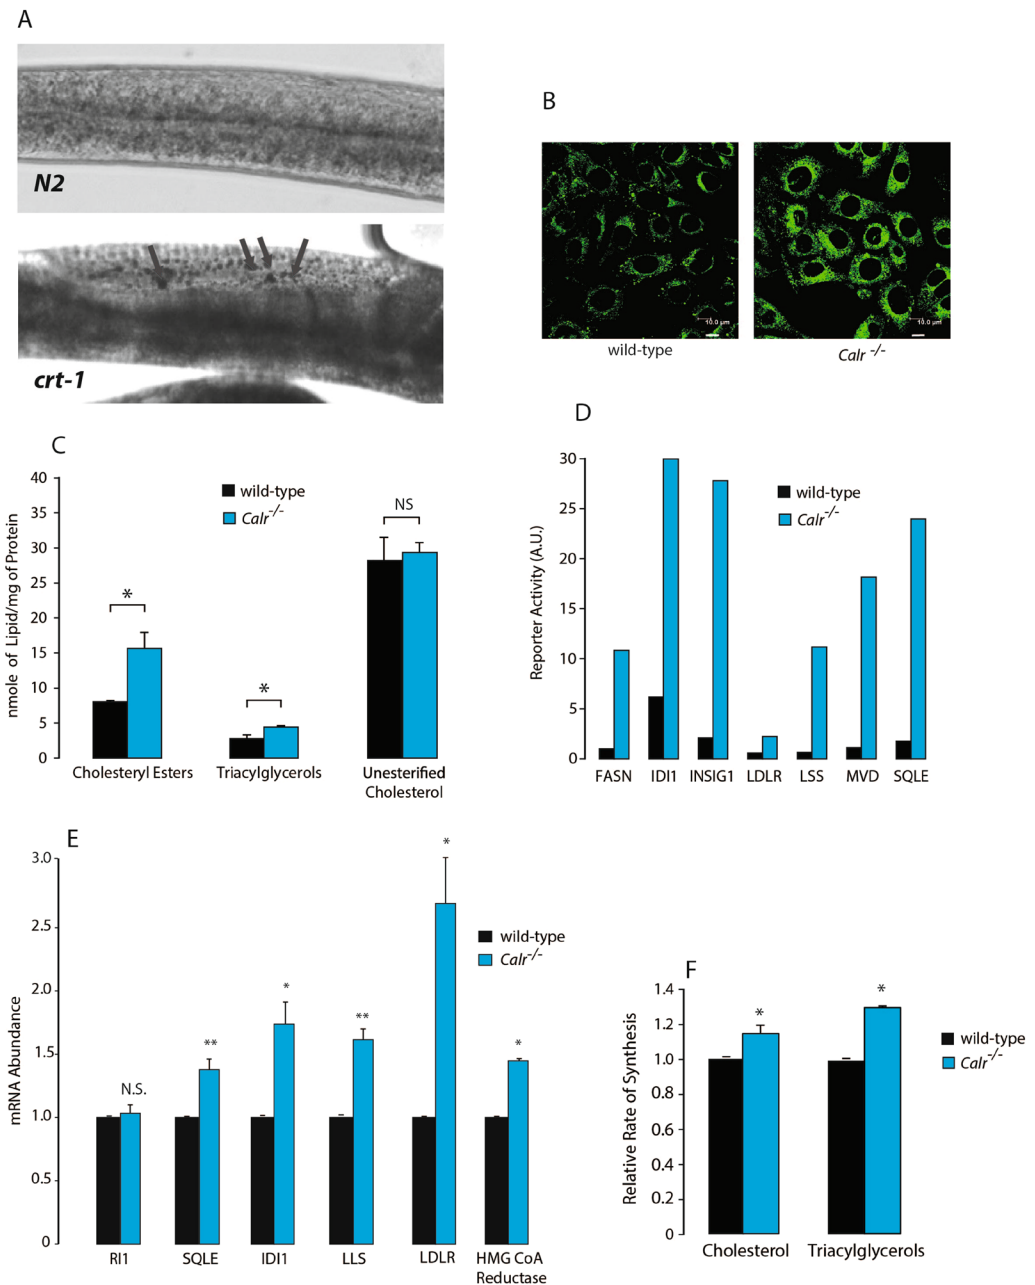 A
N2
crt-1
B
10.0 µm
10.0 µm
wild-type
Calr -/-
C
nmole of Lipid/mg of Protein
40
35
30
25
20
15
10
5
0
wild-type
Calr-/-
*
*
NS
Cholesteryl Esters
Triacylglycerols
Unesterified
Cholesterol
D
Reporter Activity (A.U.)
30
25
20
15
10
5
0
wild-type
Calr-/-
FASN IDI1 INSIG1 LDLR LSS MVD SQLE
E
mRNA Abundance
3.0
2.5
2.0
1.5
1.0
0.5
0
N.S.
**
*
**
*
*
wild-type
Calr-/-
RI1 SQLE IDI1 LLS LDLR HMG CoA
Reductase
F
Relative Rate of Synthesis
1.4
1.2
1.0
0.8
0.6
0.4
0.2
0
*
*
wild-type
Calr-/-
Cholesterol Triacylglycerols